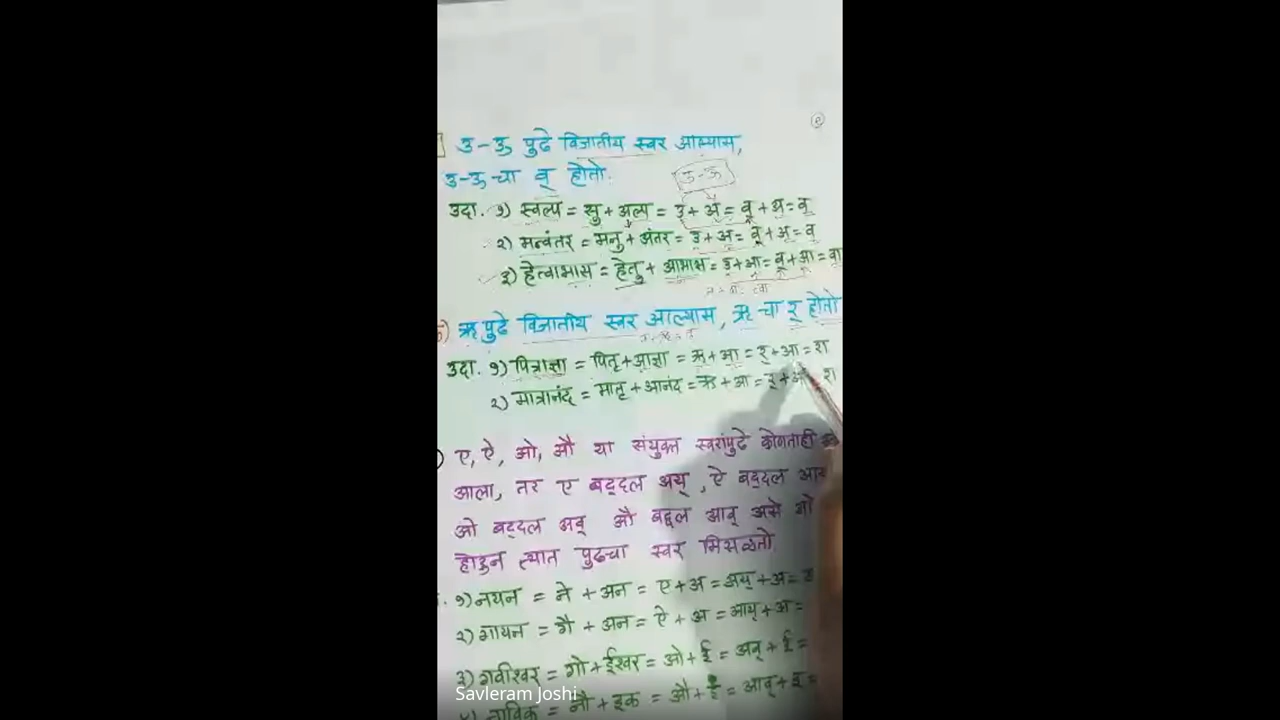 उ-ऊ पुढे विजातीय स्वर आल्यास,
उ-ऊ चा व् होतो.
उ-ऊ
उदा. १) स्वल्प = सु + अल्प = उ + अ = व् + अ = व
२) मन्वंतर = मनु + अंतर = उ + अ = व् + अ = व
३) हेत्वाभास = हेतु + आभास = उ + आ = व् + आ = वा
ऋ पुढे विजातीय स्वर आल्यास, ऋ चा र् होतो
उदा. १) पित्राज्ञा = पितृ + आज्ञा = ऋ + आ = र् + आ = रा
२) मात्रानंद = मातृ + आनंद = ऋ + आ = र् + आ रा
ए, ऐ, ओ, औ या संयुक्त स्वरांपुढे कोणताही
आला, तर ए बद्दल अय्, ऐ बद्दल आय
ओ बद्दल अव् औ बद्दल आव् असे
होऊन त्यात पुढचा स्वर मिसळतो.
१) नयन = ने + अन = ए + अ = अय् + अ =
२) गायन = गै + अन = ऐ + अ = आय् + अ =
३) गवीश्वर = गो + ईश्वर = ओ + ई = अव् + ई =
४) नाविक = नौ + इक = औ + इ = आव् + इ =
Savleram Joshi